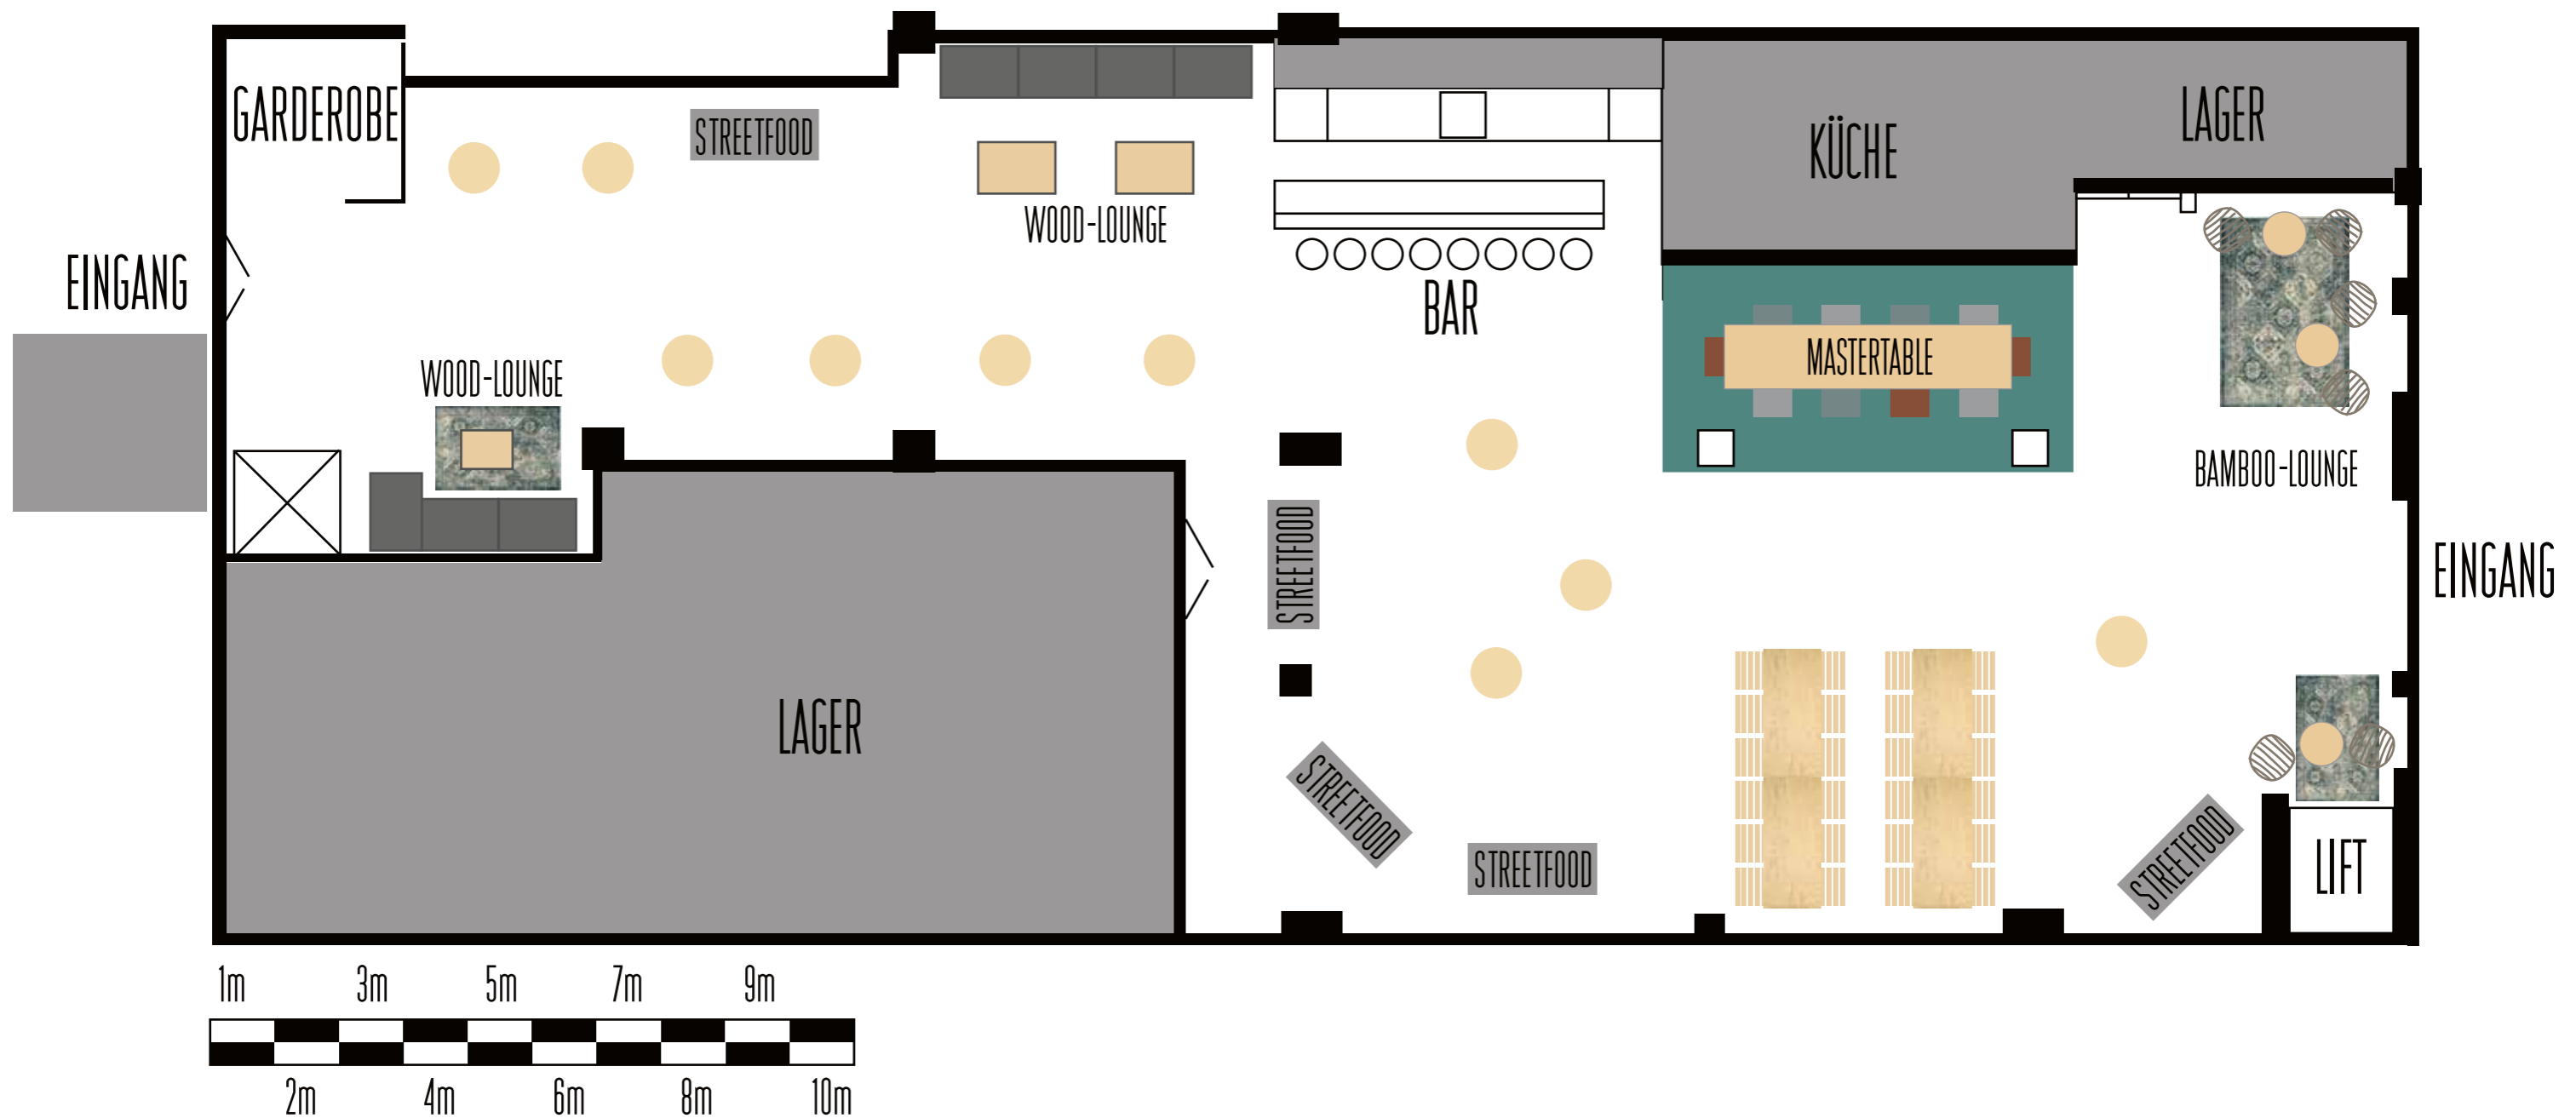 GARDEROBE
STREETFOOD
KÜCHE
LAGER
WOOD-LOUNGE
EINGANG
BAR
WOOD-LOUNGE
MASTERTABLE
BAMBOO-LOUNGE
STREETFOOD
EINGANG
LAGER
STREETFOOD
STREETFOOD
STREETFOOD
LIFT
1m 3m 5m 7m 9m
2m 4m 6m 8m 10m